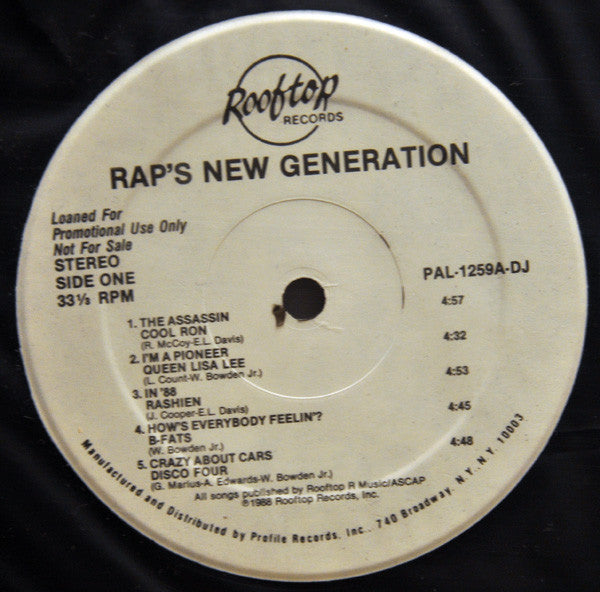 Rooftop
RECORDS
RAP'S NEW GENERATION
Loaned For
Promotional Use Only
Not For Sale
STEREO
SIDE ONE
33⅓ RPM
PAL-1259A-DJ
1. THE ASSASSIN 4:57
COOL RON
(R. McCoy-E.L. Davis)
2. I'M A PIONEER 4:32
QUEEN LISA LEE
(L. Count-W. Bowden Jr.)
3. IN '88 4:53
RASHIEN
(J. Cooper-E.L. Davis)
4. HOW'S EVERYBODY FEELIN'? 4:45
B-FATS
(W. Bowden Jr.)
5. CRAZY ABOUT CARS 4:48
DISCO FOUR
(G. Marius-A. Edwards-W. Bowden Jr.)
All songs published by Rooftop R Music/ASCAP
℗1988 Rooftop Records, Inc.
Manufactured and Distributed by Profile Records, Inc., 740 Broadway, N.Y. N.Y. 10003